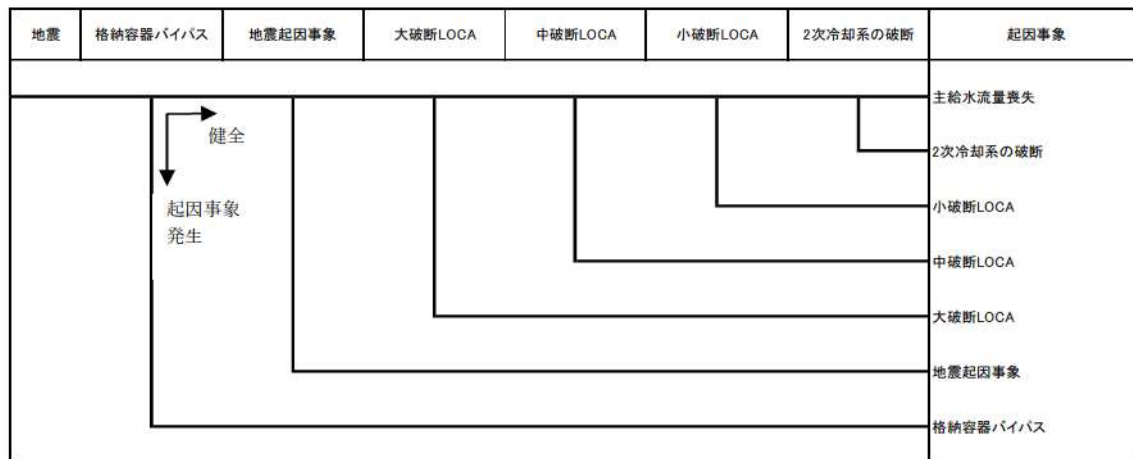 地震 格納容器バイパス 地震起因事象 大破断LOCA 中破断LOCA 小破断LOCA 2次冷却系の破断 起因事象
主給水流量喪失
健全
2次冷却系の破断
起因事象
発生
小破断LOCA
中破断LOCA
大破断LOCA
地震起因事象
格納容器バイパス